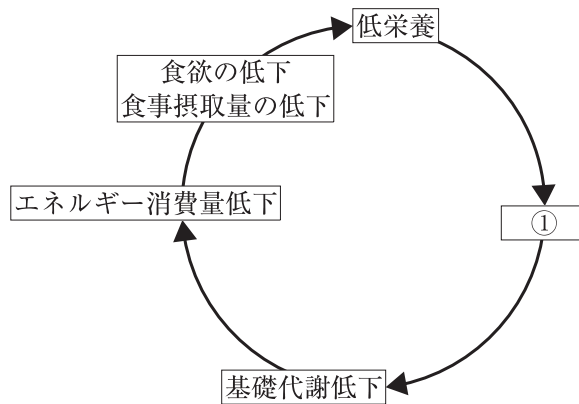 低栄養
食欲の低下
食事摂取量の低下
エネルギー消費量低下
①
基礎代謝低下